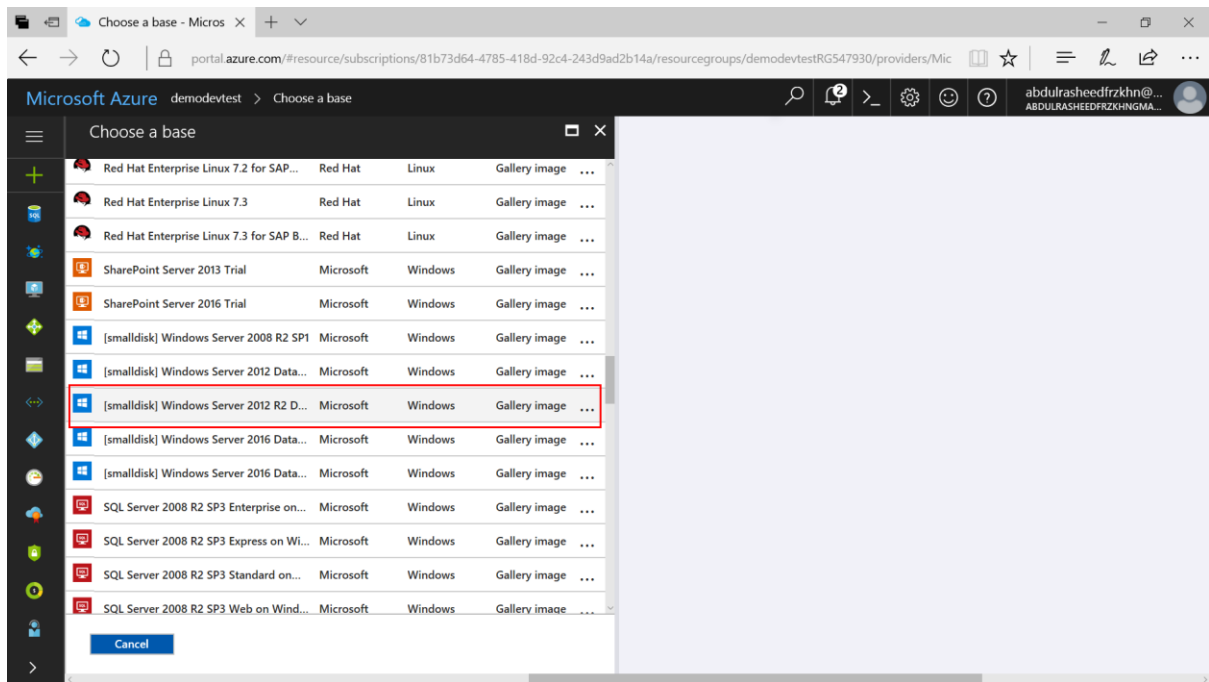 Choose a base - Micros
portal.azure.com/#resource/subscriptions/81b73d64-4785-418d-92c4-243d9ad2b14a/resourcegroups/demodevtestRG547930/providers/Mic
Microsoft Azure demodevtest > Choose a base 2 abdulrasheedfrzkhn@...
ABDULRASHEEDFRZKHNGMA...
Choose a base
Red Hat Enterprise Linux 7.2 for SAP... Red Hat Linux Gallery image ...
Red Hat Enterprise Linux 7.3 Red Hat Linux Gallery image ...
Red Hat Enterprise Linux 7.3 for SAP B... Red Hat Linux Gallery image ...
SharePoint Server 2013 Trial Microsoft Windows Gallery image ...
SharePoint Server 2016 Trial Microsoft Windows Gallery image ...
[smalldisk] Windows Server 2008 R2 SP1 Microsoft Windows Gallery image ...
[smalldisk] Windows Server 2012 Data... Microsoft Windows Gallery image ...
[smalldisk] Windows Server 2012 R2 D... Microsoft Windows Gallery image ...
[smalldisk] Windows Server 2016 Data... Microsoft Windows Gallery image ...
[smalldisk] Windows Server 2016 Data... Microsoft Windows Gallery image ...
SQL Server 2008 R2 SP3 Enterprise on... Microsoft Windows Gallery image ...
SQL Server 2008 R2 SP3 Express on Wi... Microsoft Windows Gallery image ...
SQL Server 2008 R2 SP3 Standard on... Microsoft Windows Gallery image ...
SQL Server 2008 R2 SP3 Web on Wind... Microsoft Windows Gallery image ...
Cancel